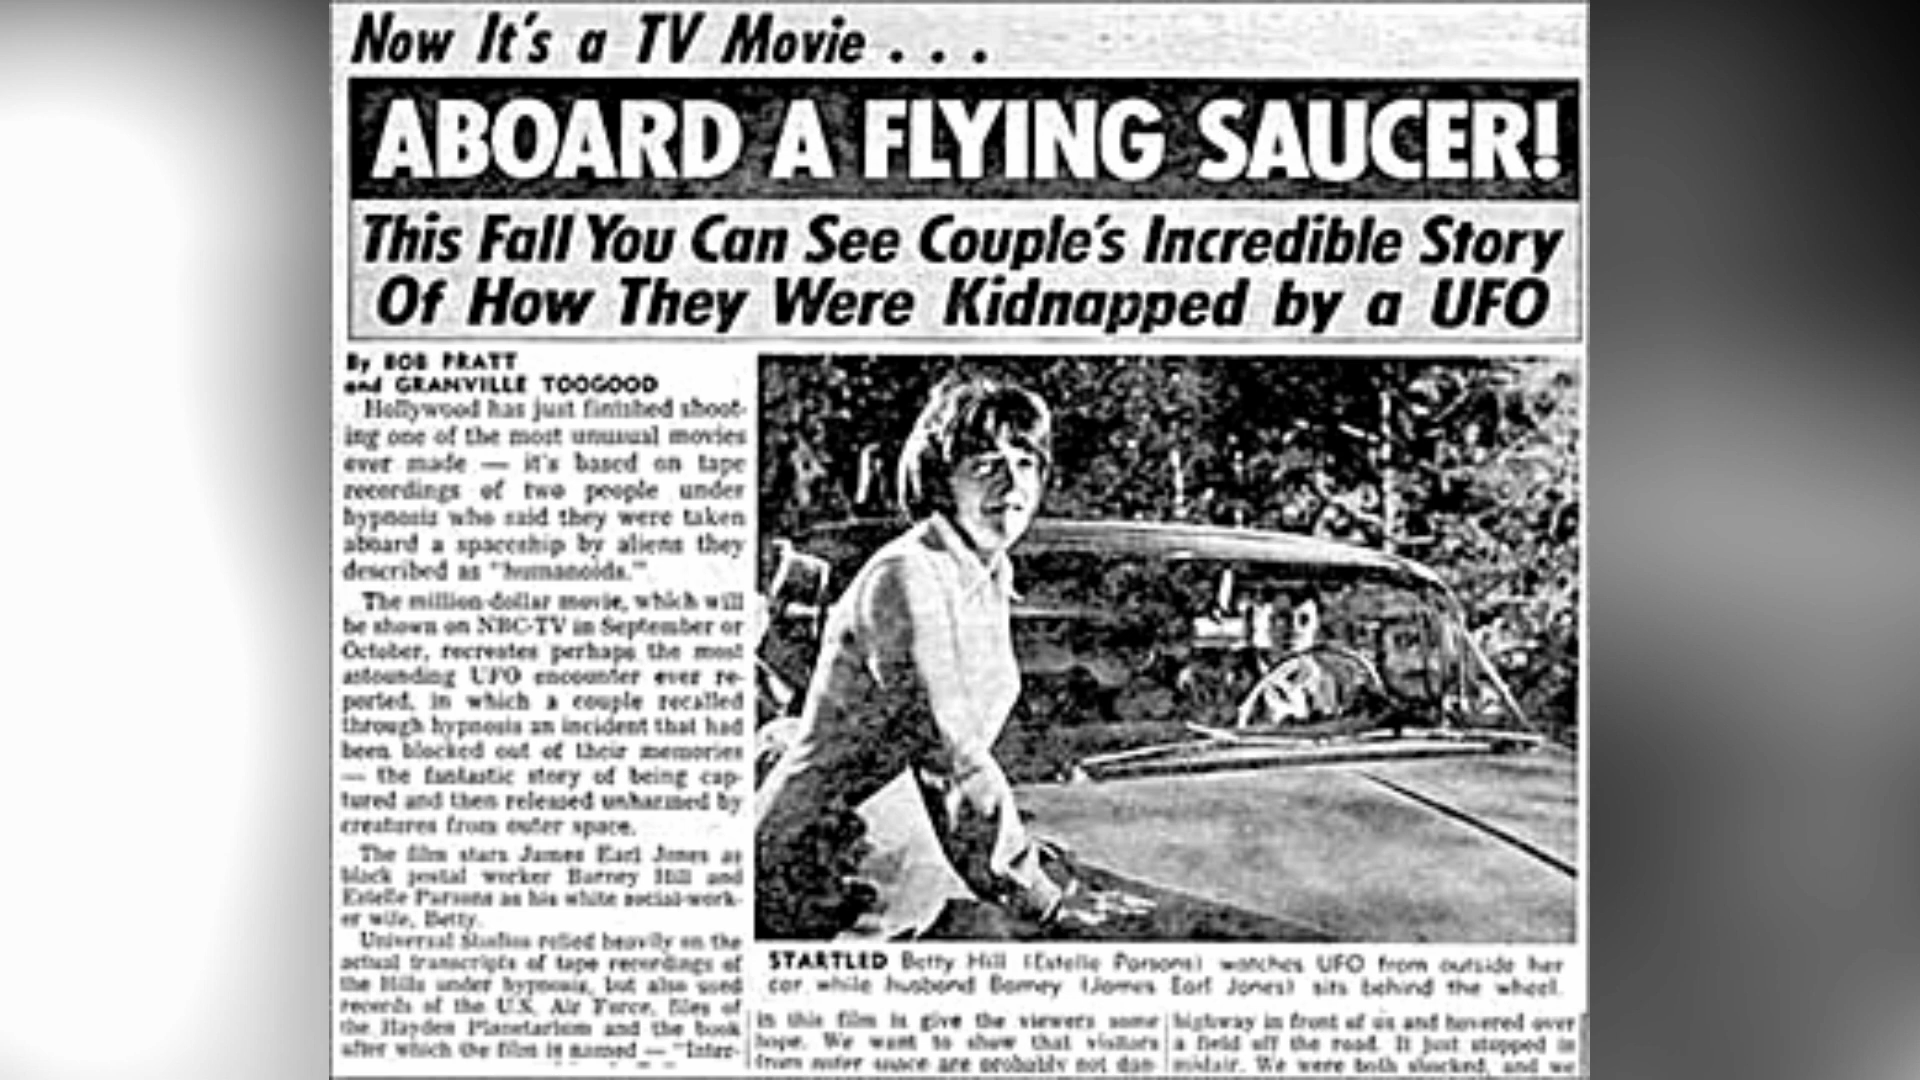 Now It's a TV Movie . . .
ABOARD A FLYING SAUCER!
This Fall You Can See Couple's Incredible Story
Of How They Were Kidnapped by a UFO
By BOB PRATT
and GRANVILLE TOOGOOD
Hollywood has just finished shoot-
ing one of the most unusual movies
ever made — it's based on tape
recordings of two people under
hypnosis who said they were taken
aboard a spaceship by aliens they
described as "humanoids."
The million-dollar movie, which will
be shown on NBC-TV in September or
October, recreates perhaps the most
astounding UFO encounter ever re-
ported, in which a couple recalled
through hypnosis an incident that had
been blocked out of their memories
— the fantastic story of being cap-
tured and then released unharmed by
creatures from outer space.
The film stars James Earl Jones as
black postal worker Barney Hill and
Estelle Parsons as his white social-work-
er wife, Betty.
Universal Studios relied heavily on the
actual transcripts of tape recordings of
the Hills under hypnosis, but also used
records of the U.S. Air Force, files of
the Hayden Planetarium and the book
after which the film is named — "Inter-
STARTLED Betty Hill (Estelle Parsons) watches UFO from outside her
car while husband Barney (James Earl Jones) sits behind the wheel.
in this film is give the viewers some
hope. We want to show that visitors
from outer space are probably not dan-
highway in front of us and hovered over
a field off the road. It just stopped in
midair. We were both shocked, and we